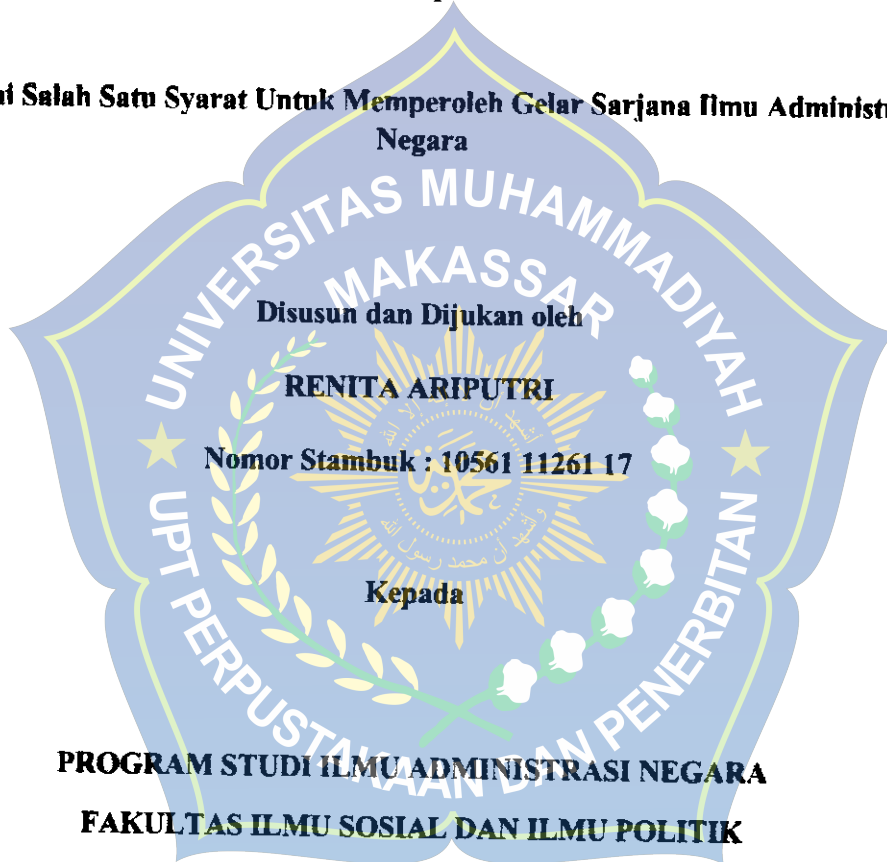 Salah Satu Syarat Untuk Memperoleh Gelar Sarjana Ilmu
Negara
UNIVERSITAS MUHAMMADIYAH
MAKASSAR
Disusun dan Dijukan oleh
RENITA ARIPUTRI
Nomor Stambuk : 10561 11261 17
Kepada
UPT PERPUSTAKAAN DAN PENERBITAN
PROGRAM STUDI ILMU ADMINISTRASI NEGARA
FAKULTAS ILMU SOSIAL DAN ILMU POLITIK